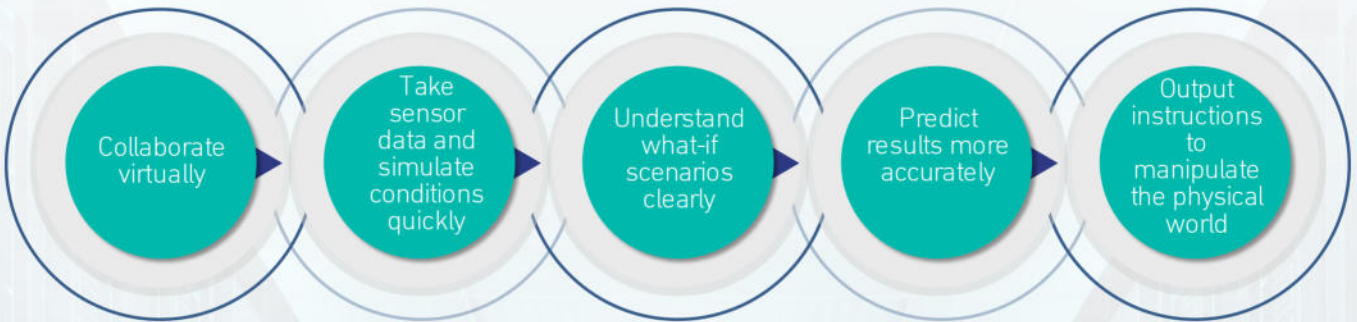 Collaborate
virtually
Take
sensor
data and
simulate
conditions
quickly
Understand
what-if
scenarios
clearly
Predict
results more
accurately
Output
instructions
to
manipulate
the physical
world